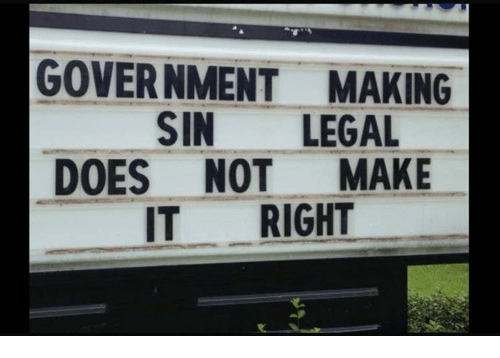 GOVERNMENT MAKING
SIN LEGAL
DOES NOT MAKE
IT RIGHT